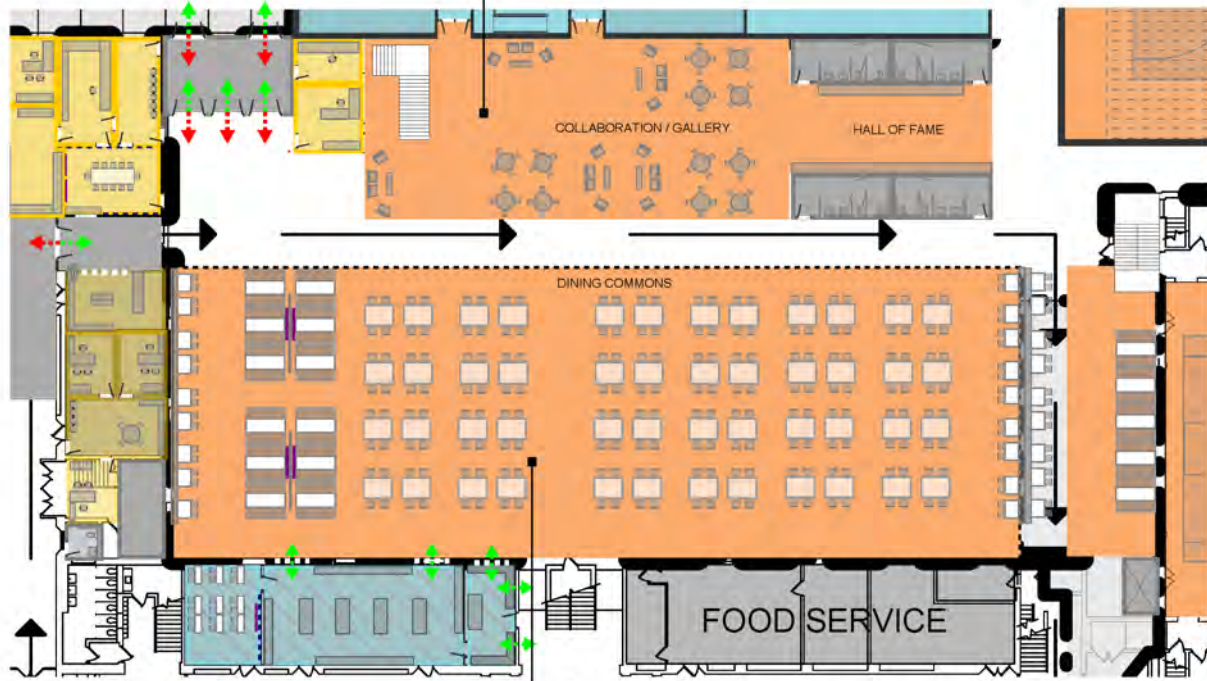 COLLABORATION / GALLERY
HALL OF FAME
DINING COMMONS
FOOD SERVICE